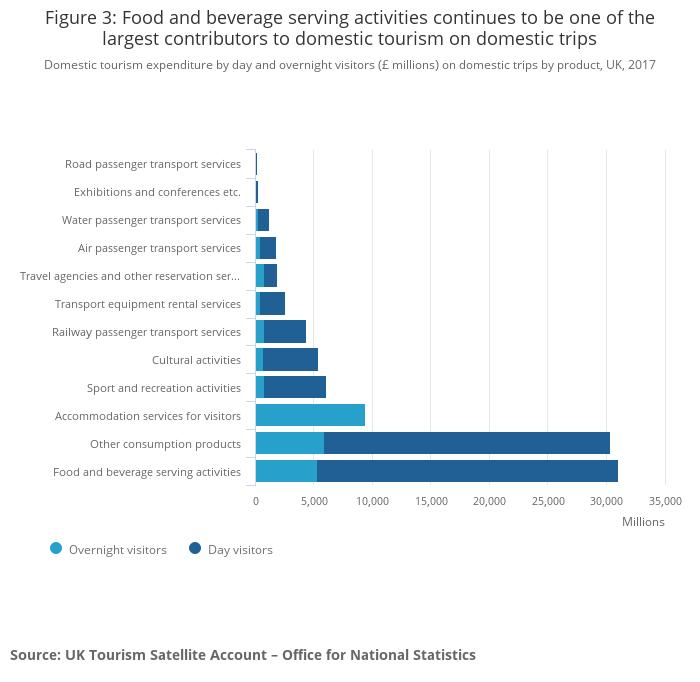 Figure 3: Food and beverage serving activities continues to be one of the
largest contributors to domestic tourism on domestic trips
Domestic tourism expenditure by day and overnight visitors (£ millions) on domestic trips by product, UK, 2017
Road passenger transport services
Exhibitions and conferences etc.
Water passenger transport services
Air passenger transport services
Travel agencies and other reservation ser...
Transport equipment rental services
Railway passenger transport services
Cultural activities
Sport and recreation activities
Accommodation services for visitors
Other consumption products
Food and beverage serving activities
0 5,000 10,000 15,000 20,000 25,000 30,000 35,000
Millions
Overnight visitors Day visitors
Source: UK Tourism Satellite Account – Office for National Statistics